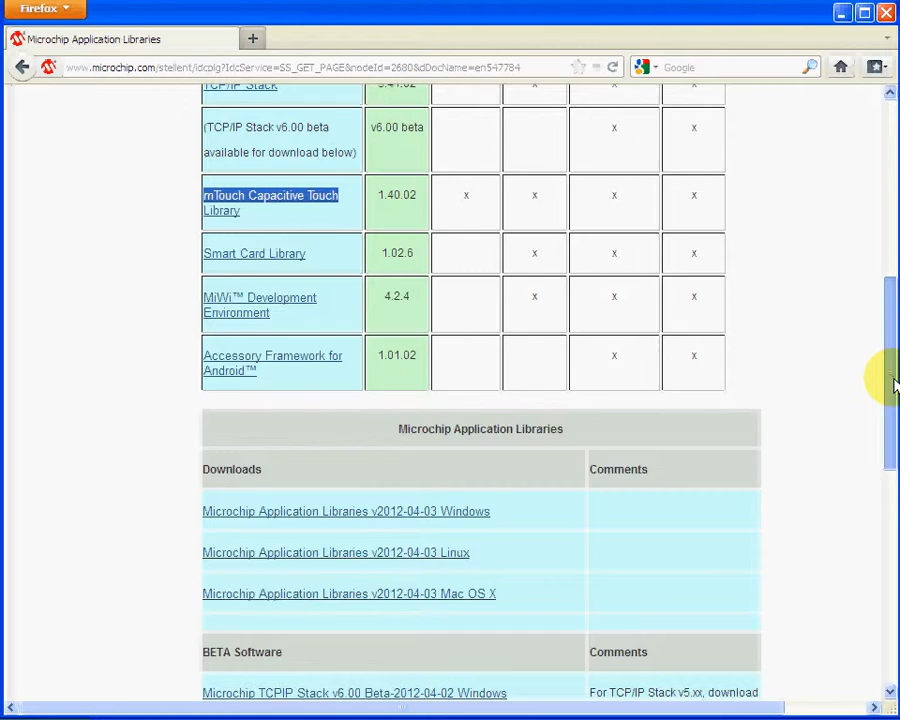 Firefox
Microchip Application Libraries
www.microchip.com/stellent/idcplg?IdcService=SS_GET_PAGE&nodeId=2680&dDocName=en547784
Google
TCP/IP Stack 5.41.02 x x
(TCP/IP Stack v6.00 beta v6.00 beta x x
available for download below)
mTouch Capacitive Touch 1.40.02 x x x x
Library
Smart Card Library 1.02.6 x x x
MiWi™ Development 4.2.4 x x x
Environment
Accessory Framework for 1.01.02 x x
Android™
Microchip Application Libraries
Downloads Comments
Microchip Application Libraries v2012-04-03 Windows
Microchip Application Libraries v2012-04-03 Linux
Microchip Application Libraries v2012-04-03 Mac OS X
BETA Software Comments
Microchip TCPIP Stack v6.00 Beta-2012-04-02 Windows For TCP/IP Stack v5.xx, download